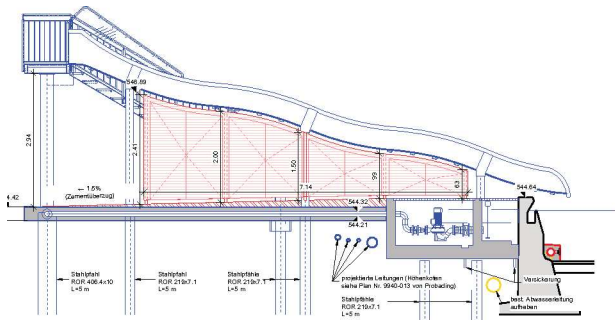 546.89
2.94
2.41
2.00
1.50
99
63
7.14
← 1.5%
(Zementüberzug)
4.42
544.32
544.21
544.64
Stahlpfahl
ROR 406.4x10
L=5 m
Stahlpfahl
ROR 219x7.1
L=5 m
Stahlpfähle
ROR 219x7.1
L=5 m
projektierte Leitungen (Höhenkoten
siehe Plan Nr. 9940-013 von Probading)
Stahlpfähle
ROR 219x7.1
L=5 m
Versickerung
best. Abwasserleitung
aufheben